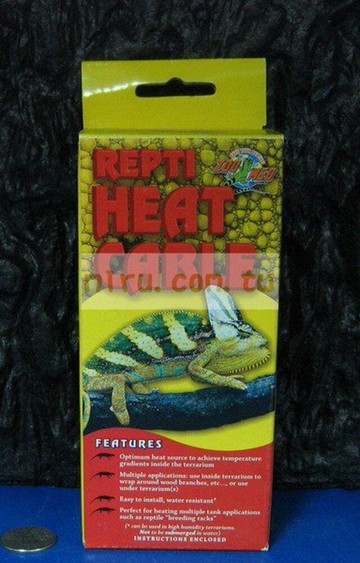 ZOO MED
REPTI
HEAT
CABLE
niru.com.tw
FEATURES
Optimum heat source to achieve temperature
gradients inside the terrarium
Multiple applications: use inside terrarium to
wrap around wood branches, etc..., or use
under terrarium(s)
Easy to install, water resistant*
Perfect for heating multiple tank applications
such as reptile "breeding racks"
(* can be used in high humidity terrariums.
Not to be submerged in water)
INSTRUCTIONS ENCLOSED